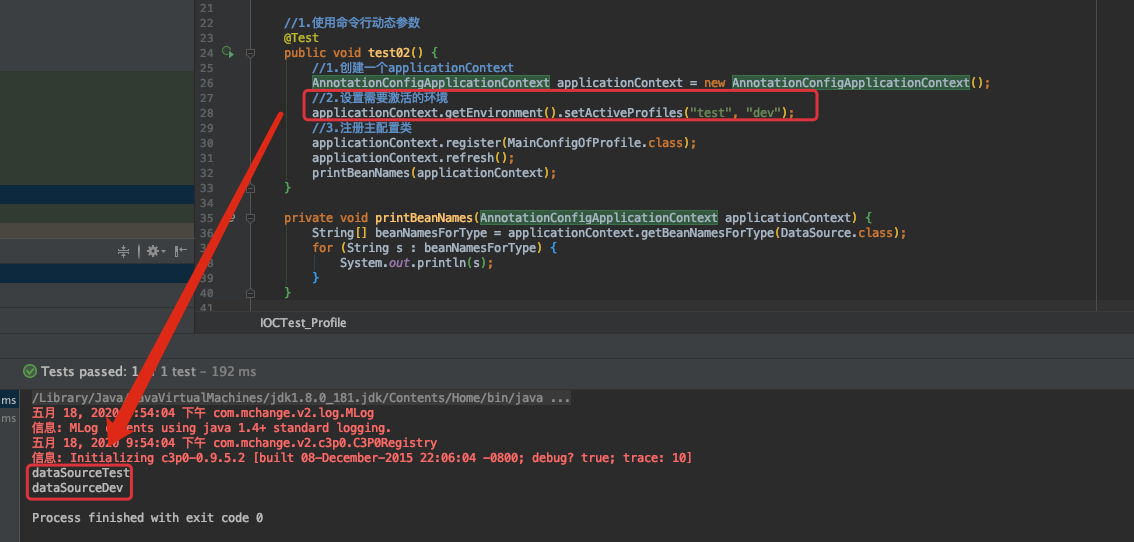 21
22 //1.使用命令行动态参数
23 @Test
24 public void test02() {
25 //1.创建一个applicationContext
26 AnnotationConfigApplicationContext applicationContext = new AnnotationConfigApplicationContext();
27 //2.设置需要激活的环境
28 applicationContext.getEnvironment().setActiveProfiles("test", "dev");
29 //3.注册主配置类
30 applicationContext.register(MainConfigOfProfile.class);
31 applicationContext.refresh();
32 printBeanNames(applicationContext);
33 }
34
35 private void printBeanNames(AnnotationConfigApplicationContext applicationContext) {
36 String[] beanNamesForType = applicationContext.getBeanNamesForType(DataSource.class);
for (String s : beanNamesForType) {
System.out.println(s);
39 }
40 }
41
IOCTest_Profile
Tests passed: 1 1 test – 192 ms
ms /Library/Java/ vaVirtualMachines/jdk1.8.0_181.jdk/Contents/Home/bin/java ...
ms 五月 18, 2020 9:54:04 下午 com.mchange.v2.log.MLog
信息: MLog using java 1.4+ standard logging.
五月 18, 2020 9:54:04 下午 com.mchange.v2.c3p0.C3P0Registry
信息: Initializing c3p0-0.9.5.2 [built 08-December-2015 22:06:04 -0800; debug? true; trace: 10]
dataSourceTest
dataSourceDev
Process finished with exit code 0